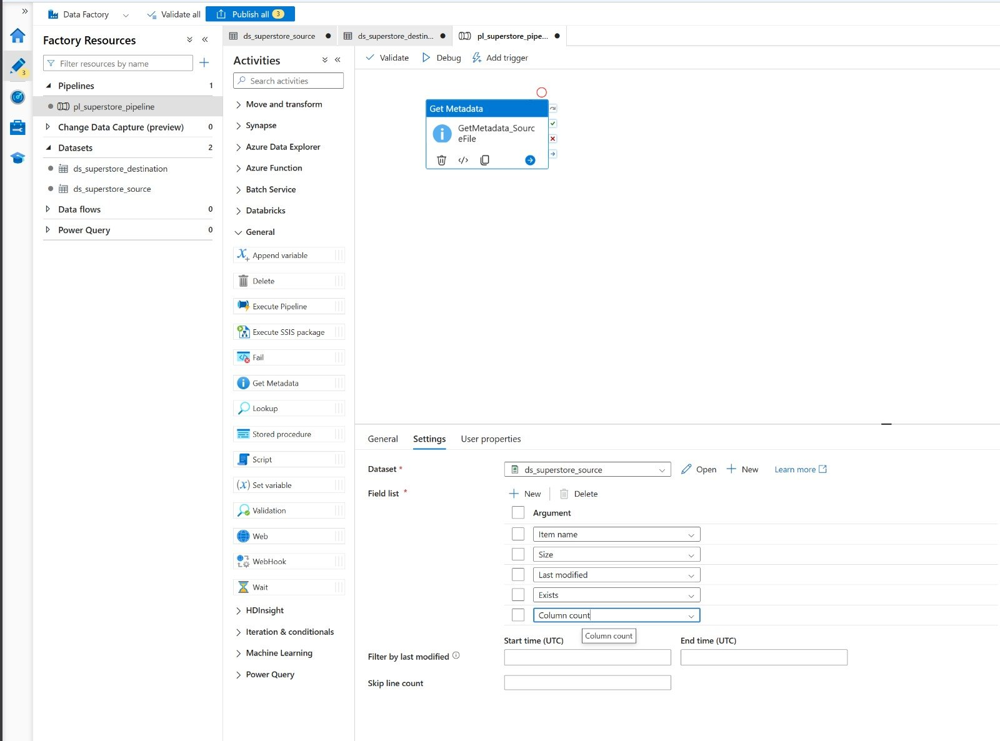 Data Factory
Validate all
Publish all 3
3
Factory Resources
Filter resources by name
Pipelines 1
pl_superstore_pipeline
Change Data Capture (preview) 0
Datasets 2
ds_superstore_destination
ds_superstore_source
Data flows 0
Power Query 0
ds_superstore_source
ds_superstore_destin...
pl_superstore_pipe...
Activities
Search activities
Move and transform
Synapse
Azure Data Explorer
Azure Function
Batch Service
Databricks
General
Append variable
Delete
Execute Pipeline
Execute SSIS package
Fail
Get Metadata
Lookup
Stored procedure
Script
Set variable
Validation
Web
WebHook
Wait
HDInsight
Iteration & conditionals
Machine Learning
Power Query
Validate
Debug
Add trigger
Get Metadata
GetMetadata_Sourc
eFile
General
Settings
User properties
Dataset *
ds_superstore_source
Open
New
Learn more
Field list *
New
Delete
Argument
Item name
Size
Last modified
Exists
Column count
Column count
Start time (UTC)
End time (UTC)
Filter by last modified
Skip line count